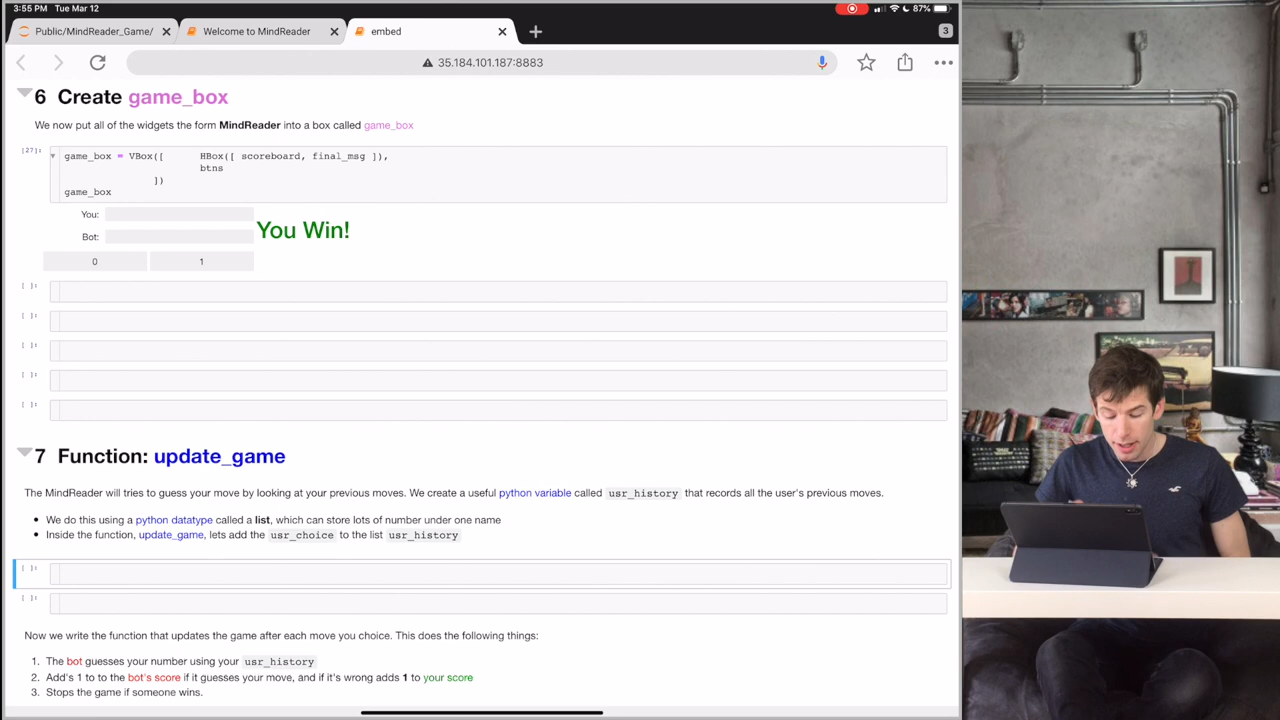 3:55 PM Tue Mar 12
87%
Public/MindReader_Game/
Welcome to MindReader
embed
3
35.184.101.187:8883
6 Create game_box
We now put all of the widgets the form MindReader into a box called game_box
[27]:
game_box = VBox([ HBox([ scoreboard, final_msg ]),
btns
])
game_box
You:
Bot:
You Win!
0 1
[ ]:
[ ]:
[ ]:
[ ]:
[ ]:
7 Function: update_game
The MindReader will tries to guess your move by looking at your previous moves. We create a useful python variable called usr_history that records all the user's previous moves.
• We do this using a python datatype called a list, which can store lots of number under one name
• Inside the function, update_game, lets add the usr_choice to the list usr_history
[ ]:
[ ]:
Now we write the function that updates the game after each move you choice. This does the following things:
1. The bot guesses your number using your usr_history
2. Add's 1 to to the bot's score if it guesses your move, and if it's wrong adds 1 to your score
3. Stops the game if someone wins.